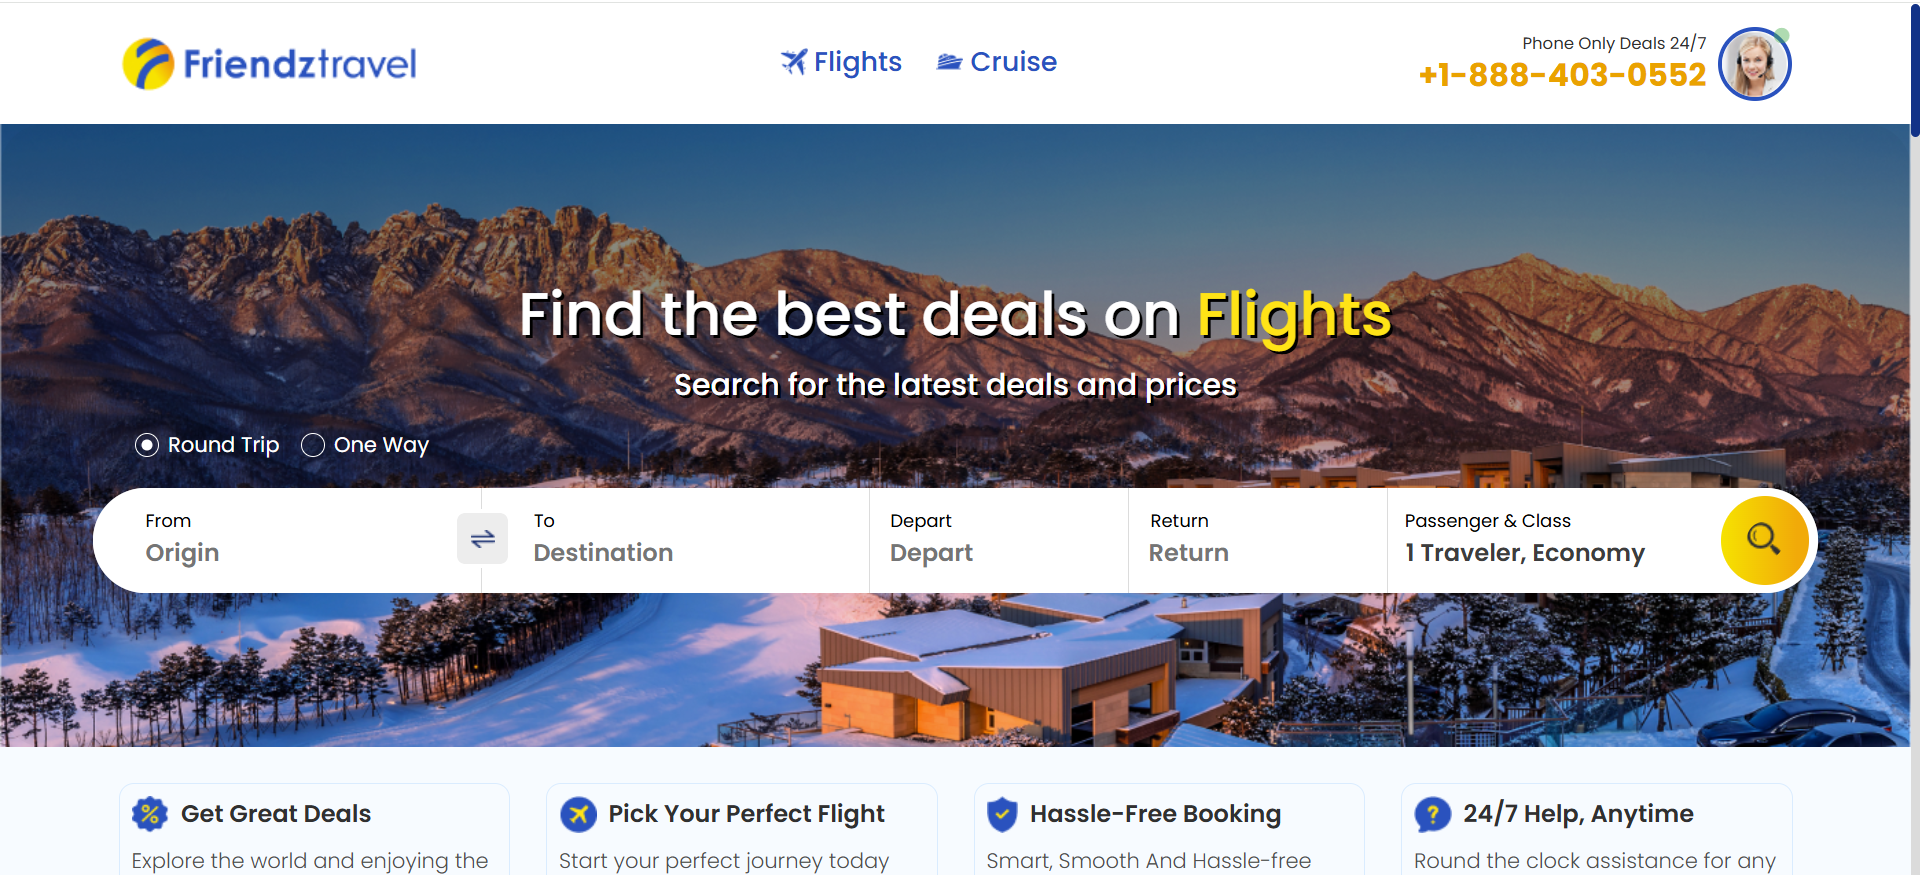 Friendztravel
Flights
Cruise
Phone Only Deals 24/7
+1-888-403-0552
Find the best deals on Flights
Search for the latest deals and prices
Round Trip
One Way
From
Origin
To
Destination
Depart
Depart
Return
Return
Passenger & Class
1 Traveler, Economy
Get Great Deals
Explore the world and enjoying the
Pick Your Perfect Flight
Start your perfect journey today
Hassle-Free Booking
Smart, Smooth And Hassle-free
24/7 Help, Anytime
Round the clock assistance for any